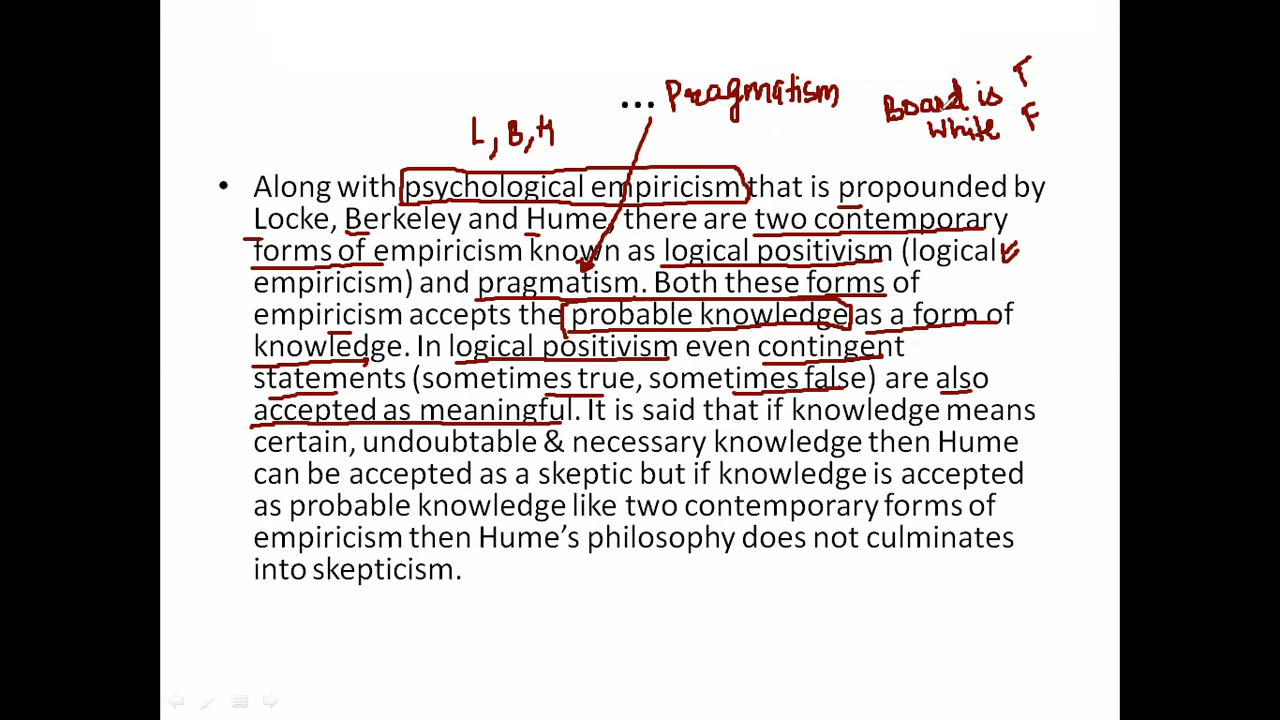 ... Pragmatism
Board is T
white F
L, B, H
• Along with psychological empiricism that is propounded by
Locke, Berkeley and Hume, there are two contemporary
forms of empiricism known as logical positivism (logical
empiricism) and pragmatism. Both these forms of
empiricism accepts the probable knowledge as a form of
knowledge. In logical positivism even contingent
statements (sometimes true, sometimes false) are also
accepted as meaningful. It is said that if knowledge means
certain, undoubtable & necessary knowledge then Hume
can be accepted as a skeptic but if knowledge is accepted
as probable knowledge like two contemporary forms of
empiricism then Hume’s philosophy does not culminates
into skepticism.